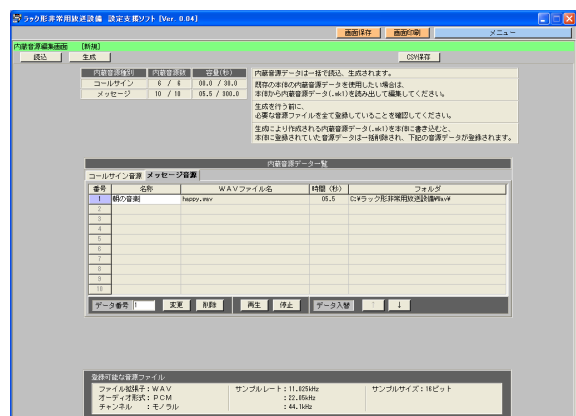 ラック形非常用放送設備 設定支援ソフト [Ver. 0.04]
画面保存 画面印刷 メニュー
内蔵音源編集画面 [新規]
読込 生成 CSV保存
内蔵音源種別 内蔵音源数 容量(秒)
コールサイン 6 / 6 00.0 / 30.0
メッセージ 10 / 10 05.5 / 300.0
内蔵音源データは一括で読込、生成されます。
既存の本体の内蔵音源データを使用したい場合は、
本体から内蔵音源データ(.mk1)を読み出して編集してください。
生成を行う前に、
必要な音源ファイルを全て登録していることを確認してください。
生成により作成される内蔵音源データ(.mk1)を本体に書き込むと、
本体に登録されていた音源データは一括削除され、下記の音源データが登録されます。
内蔵音源データ一覧
コールサイン音源 メッセージ音源
番号 名称 WAVファイル名 時間(秒) フォルダ
1 朝の音楽 happy.wav 05.5 C:¥ラック形非常用放送設備¥Wav¥
2
3
4
5
6
7
8
9
10
データ番号 1 変更 削除 再生 停止 データ入替 ↑ ↓
登録可能な音源ファイル
ファイル拡張子:WAV サンプルレート:11.025kHz サンプルサイズ:16ビット
オーディオ形式:PCM :22.05kHz
チャンネル :モノラル :44.1kHz